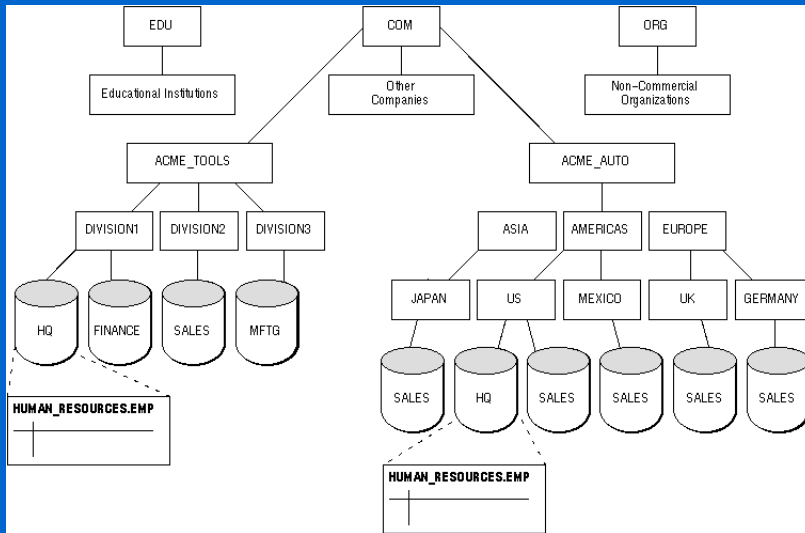 EDU
COM
ORG
Educational Institutions
Other
Companies
Non-Commercial
Organizations
ACME_TOOLS
ACME_AUTO
DIVISION1
DIVISION2
DIVISION3
ASIA
AMERICAS
EUROPE
JAPAN
US
MEXICO
UK
GERMANY
HQ
FINANCE
SALES
MFTG
SALES
HQ
SALES
SALES
SALES
SALES
HUMAN_RESOURCES.EMP
HUMAN_RESOURCES.EMP